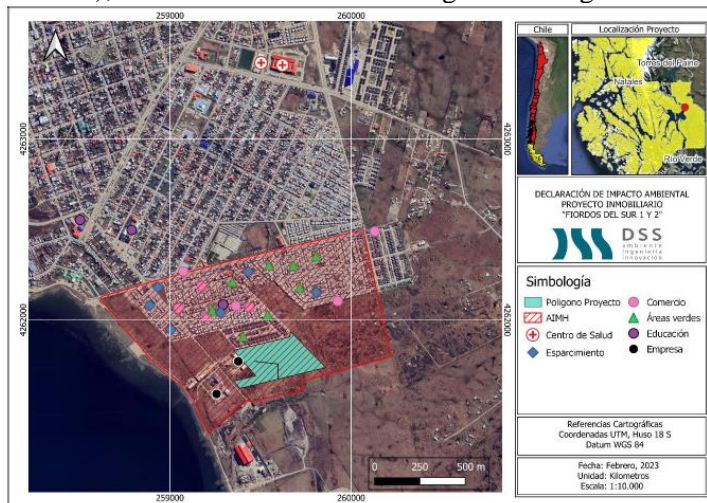 259000
260000
4263000
4263000
4262000
4262000
259000
260000
0
250
500 m
Chile
Localización Proyecto
Torres del Paine
Natales
Río Verde
DECLARACIÓN DE IMPACTO AMBIENTAL
PROYECTO INMOBILIARIO
"FIORDOS DEL SUR 1 Y 2"
DSS
ambiente
ingeniería
innovación
Simbología
Poligono Proyecto
AIMH
Centro de Salud
Esparcimiento
Comercio
Áreas verdes
Educación
Empresa
Referencias Cartográficas
Coordenadas UTM, Huso 18 S
Datum WGS 84
Fecha: Febrero, 2023
Unidad: Kilometros
Escala: 1:10.000